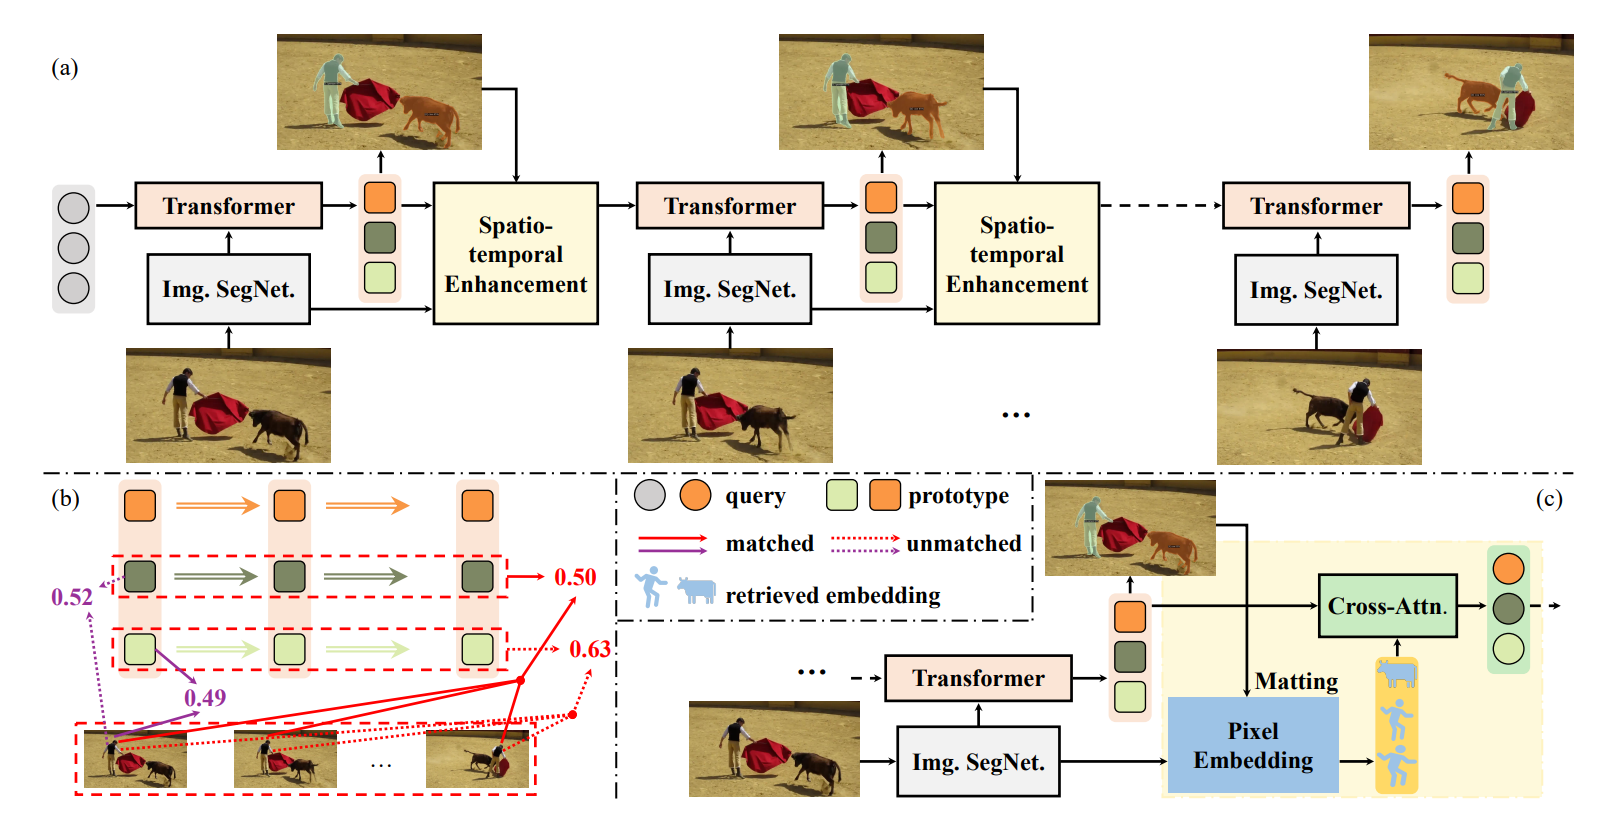 (a)
Transformer
Img. SegNet.
Spatio-
temporal
Enhancement
Transformer
Img. SegNet.
Spatio-
temporal
Enhancement
Transformer
Img. SegNet.
...
(b)
0.52
0.50
0.63
0.49
...
query
prototype
matched
unmatched
retrieved embedding
(c)
...
Transformer
Img. SegNet.
Cross-Attn.
Matting
Pixel
Embedding